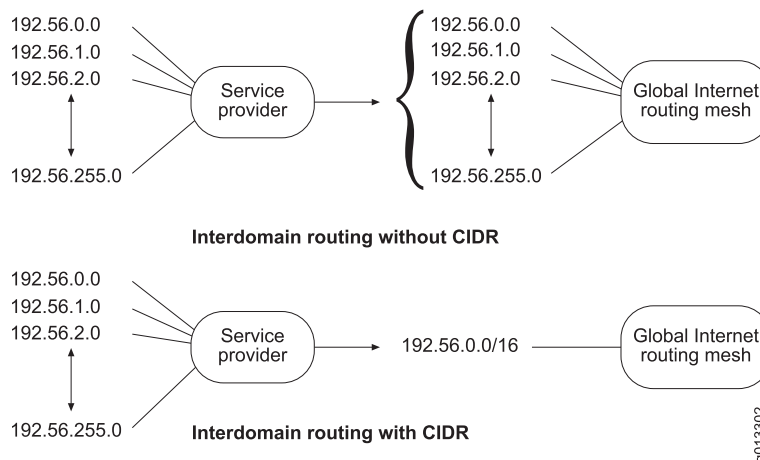 192.56.0.0
192.56.1.0
192.56.2.0
192.56.255.0
Service
provider
192.56.0.0
192.56.1.0
192.56.2.0
192.56.255.0
Global Internet
routing mesh
Interdomain routing without CIDR
192.56.0.0
192.56.1.0
192.56.2.0
192.56.255.0
Service
provider
192.56.0.0/16
Global Internet
routing mesh
Interdomain routing with CIDR